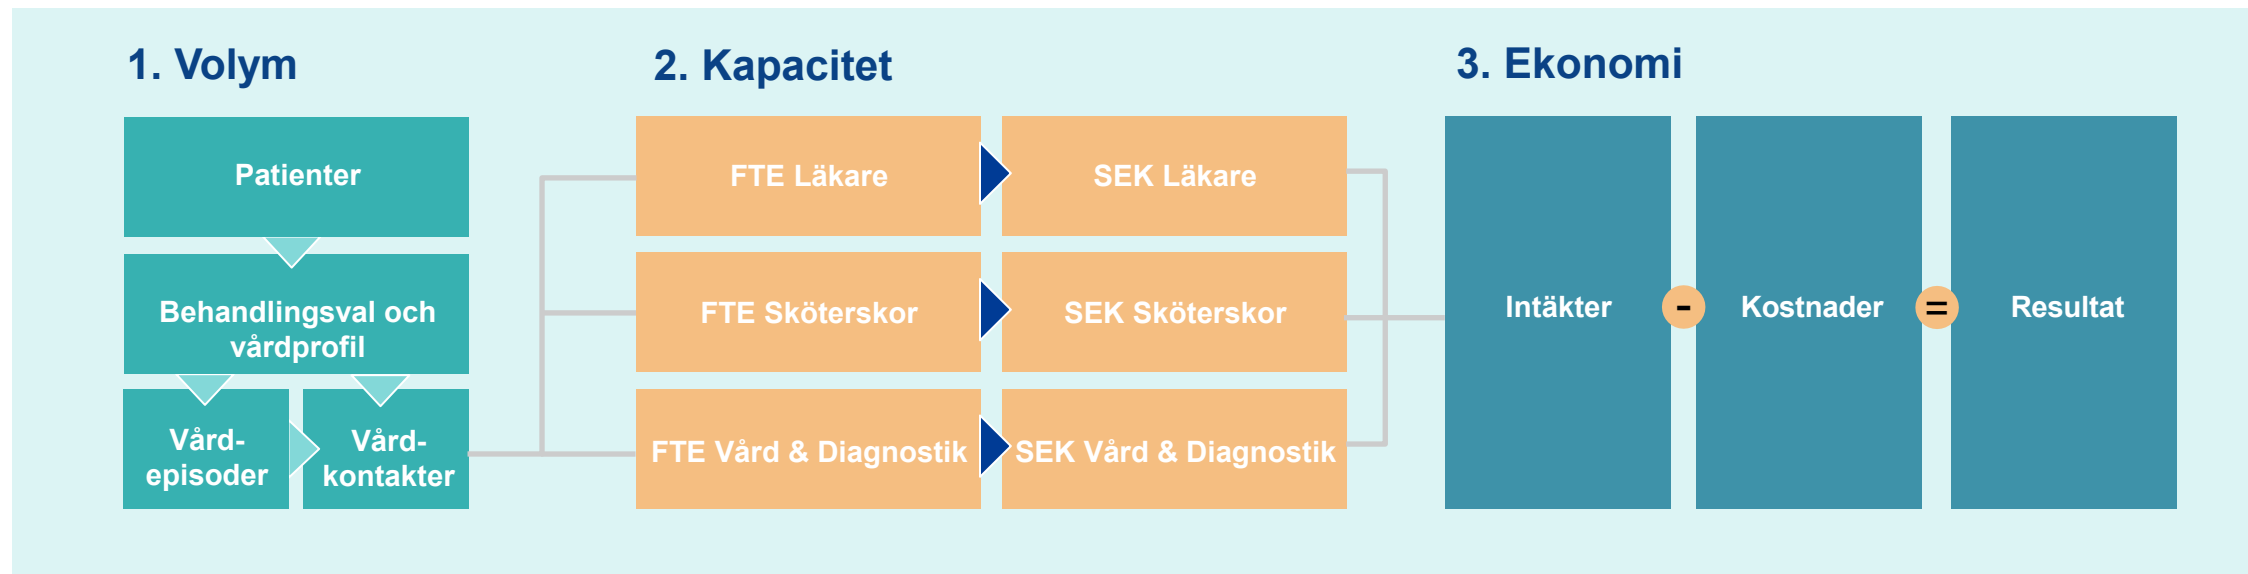 1. Volym
Patienter
Behandlingsval och
vårdprofil
Vård-
episoder
Vård-
kontakter
2. Kapacitet
FTE Läkare
SEK Läkare
FTE Sköterskor
SEK Sköterskor
FTE Vård & Diagnostik
SEK Vård & Diagnostik
3. Ekonomi
Intäkter
-
Kostnader
=
Resultat